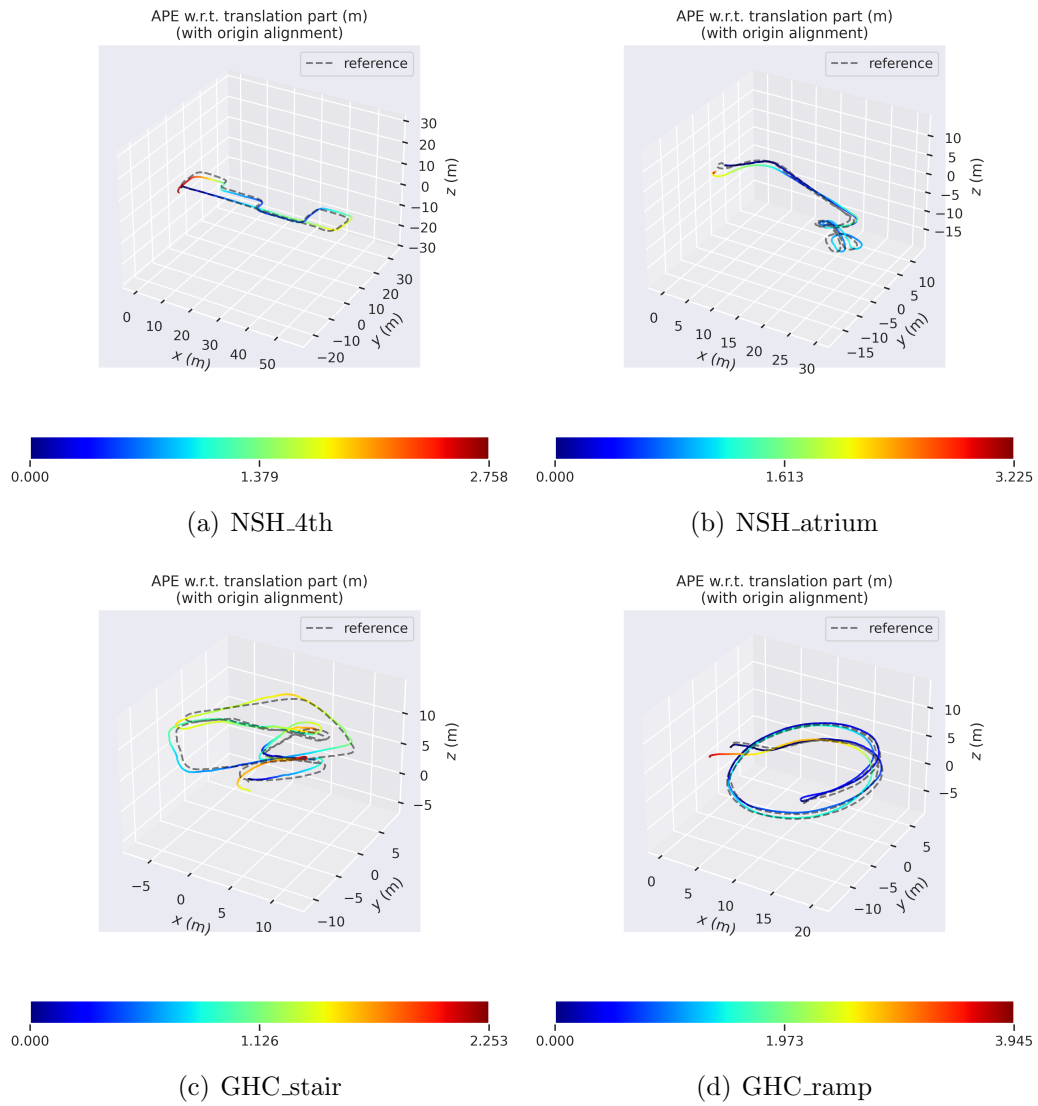 APE w.r.t. translation part (m)
(with origin alignment)
reference
30
20
10
0
−10
−20
−30
z (m)
30
20
10
0
−10
−20
y (m)
0
10
20
30
40
50
x (m)
0.000
1.379
2.758
(a) NSH_4th
APE w.r.t. translation part (m)
(with origin alignment)
reference
10
5
0
−5
−10
−15
z (m)
10
5
0
−5
−10
−15
y (m)
0
5
10
15
20
25
30
x (m)
0.000
1.613
3.225
(b) NSH_atrium
APE w.r.t. translation part (m)
(with origin alignment)
reference
10
5
0
−5
z (m)
5
0
−5
−10
y (m)
−5
0
5
10
x (m)
0.000
1.126
2.253
(c) GHC_stair
APE w.r.t. translation part (m)
(with origin alignment)
reference
10
5
0
−5
z (m)
5
0
−5
−10
y (m)
0
5
10
15
20
x (m)
0.000
1.973
3.945
(d) GHC_ramp